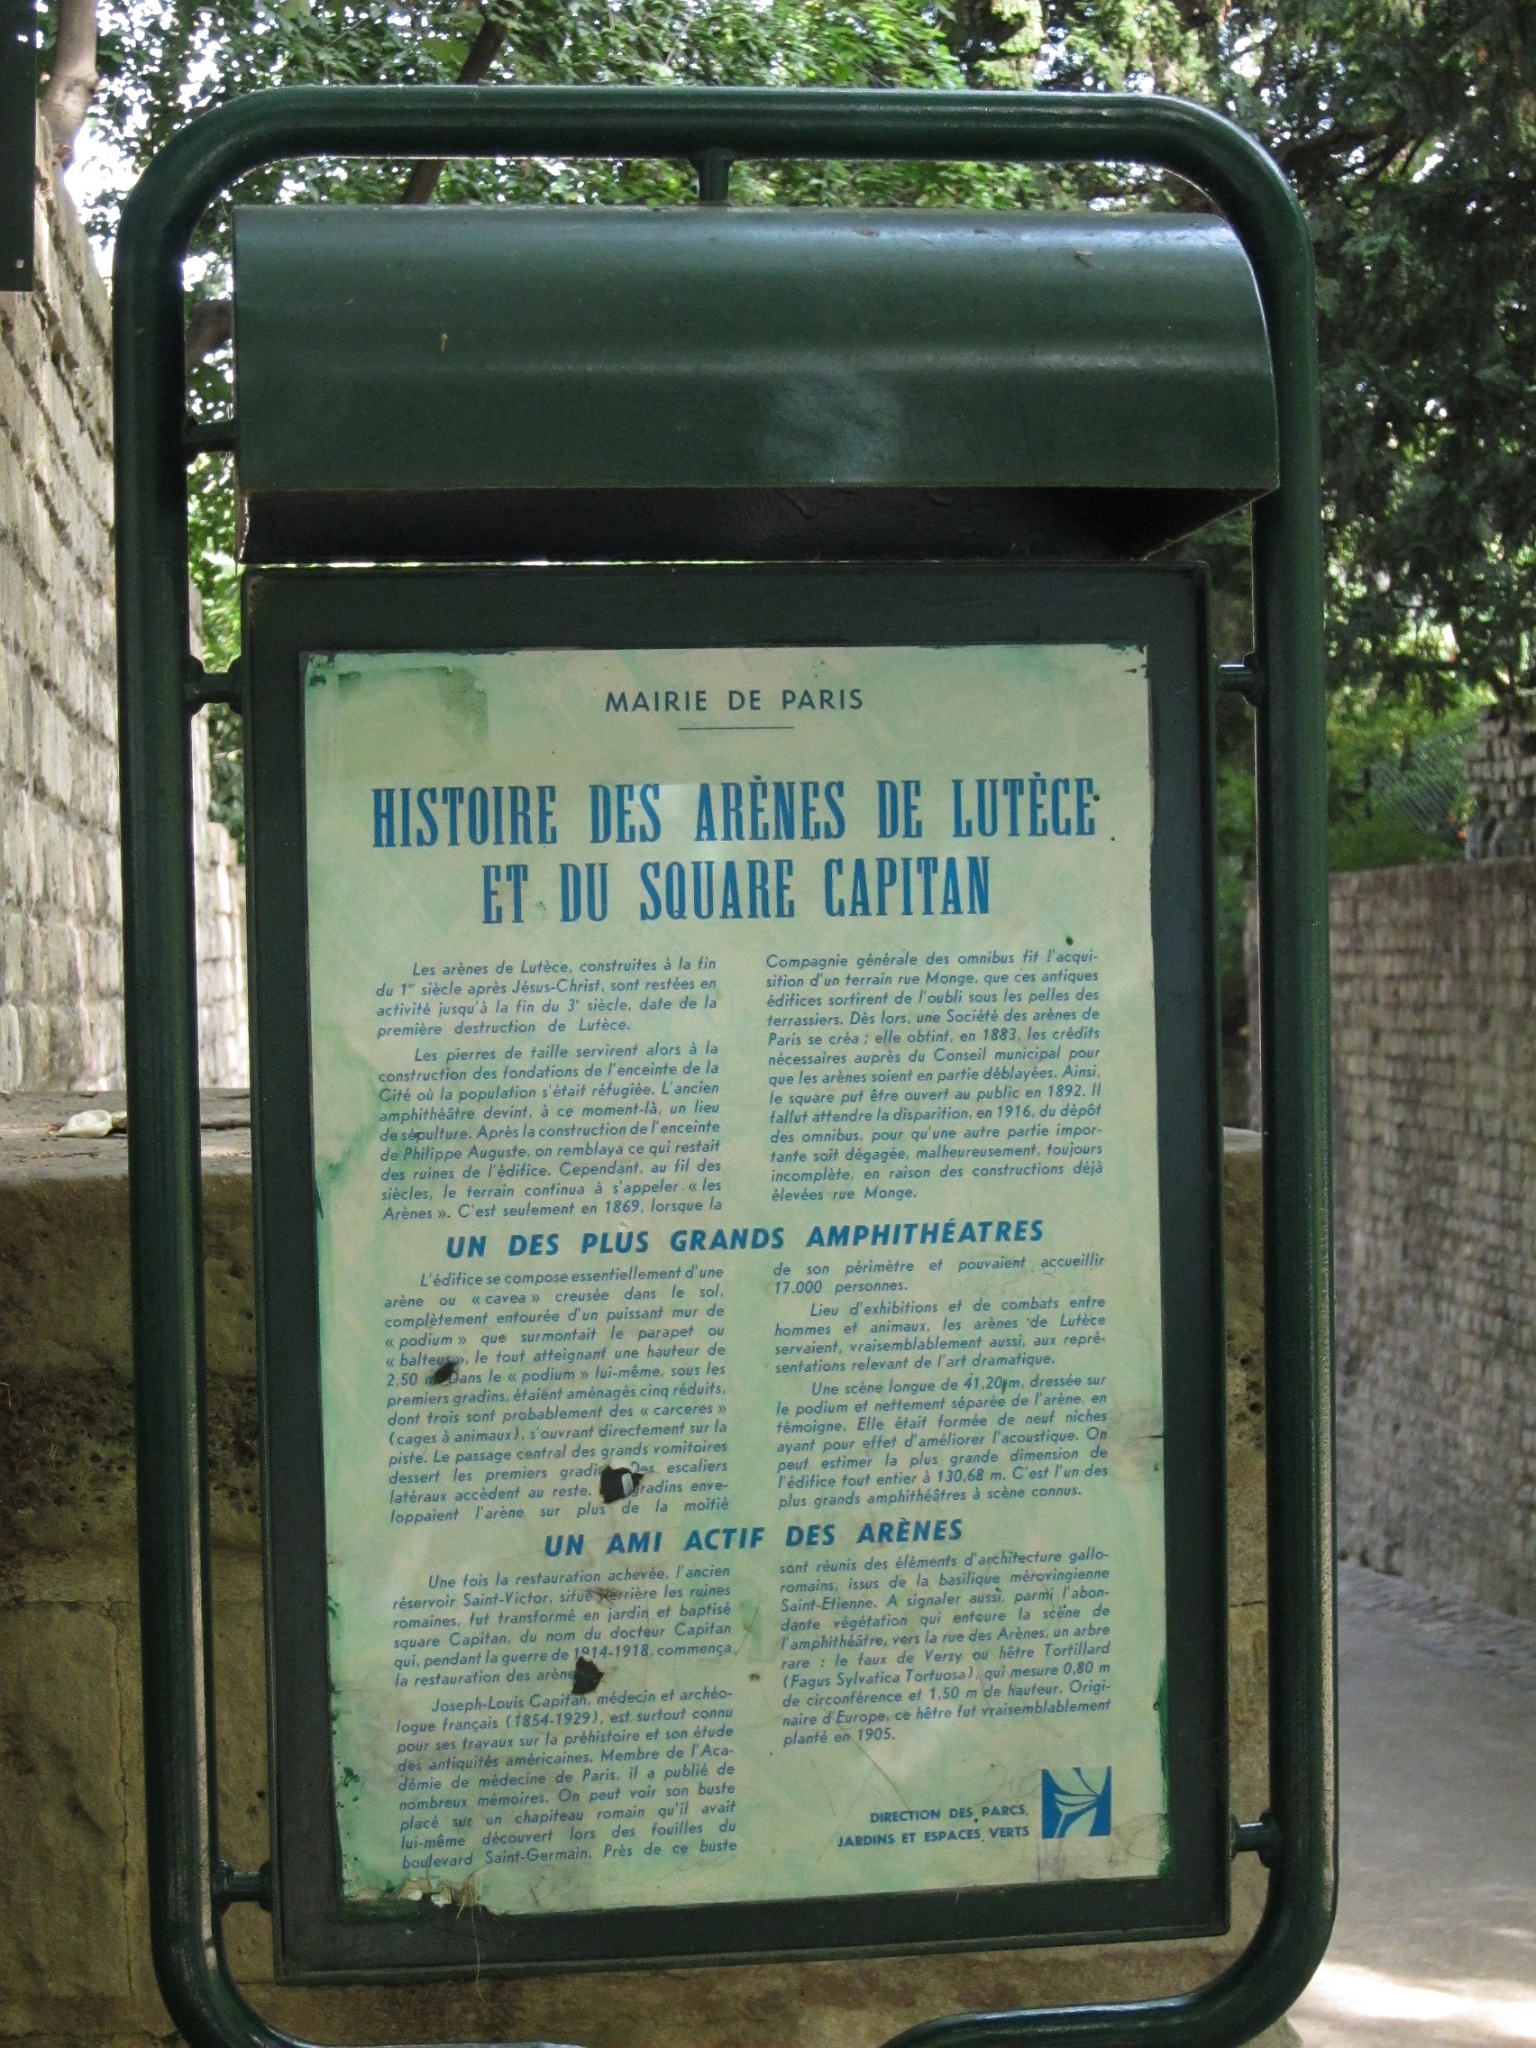 MAIRIE DE PARIS
HISTOIRE DES ARÈNES DE LUTÈCE
ET DU SQUARE CAPITAN
Les arènes de Lutèce, construites à la fin
du 1er siècle après Jésus-Christ, sont restées en
activité jusqu'à la fin du 3e siècle, date de la
première destruction de Lutèce.
Les pierres de taille servirent alors à la
construction des fondations de l'enceinte de la
Cité où la population s'était réfugiée. L'ancien
amphithéâtre devint, à ce moment-là, un lieu
de sépulture. Après la construction de l'enceinte
de Philippe Auguste, on remblaya ce qui restait
des ruines de l'édifice. Cependant, au fil des
siècles, le terrain continua à s'appeler « les
Arènes ». C'est seulement en 1869, lorsque la
Compagnie générale des omnibus fit l'acqui-
sition d'un terrain rue Monge, que ces antiques
édifices sortirent de l'oubli sous les pelles des
terrassiers. Dès lors, une Société des arènes de
Paris se créa ; elle obtint, en 1883, les crédits
nécessaires auprès du Conseil municipal pour
que les arènes soient en partie déblayées. Ainsi,
le square put être ouvert au public en 1892. Il
fallut attendre la disparition, en 1916, du dépôt
des omnibus, pour qu'une autre partie impor-
tante soit dégagée, malheureusement, toujours
incomplète, en raison des constructions déjà
élevées rue Monge.
UN DES PLUS GRANDS AMPHITHÉATRES
L'édifice se compose essentiellement d'une
arène ou « cavea » creusée dans le sol,
complètement entourée d'un puissant mur de
« podium » que surmontait le parapet ou
« balteus », le tout atteignant une hauteur de
2,50 m. Dans le « podium » lui-même, sous les
premiers gradins, étaient aménagés cinq réduits,
dont trois sont probablement des « carceres »
(cages à animaux), s'ouvrant directement sur la
piste. Le passage central des grands vomitoires
dessert les premiers gradins. Des escaliers
latéraux accèdent au reste. gradins enve-
loppaient l'arène sur plus de la moitié
de son périmètre et pouvaient accueillir
17.000 personnes.
Lieu d'exhibitions et de combats entre
hommes et animaux, les arènes de Lutèce
servaient, vraisemblablement aussi, aux repré-
sentations relevant de l'art dramatique.
Une scène longue de 41,20 m, dressée sur
le podium et nettement séparée de l'arène, en
témoigne. Elle était formée de neuf niches
ayant pour effet d'améliorer l'acoustique. On
peut estimer la plus grande dimension de
l'édifice tout entier à 130,68 m. C'est l'un des
plus grands amphithéâtres à scène connus.
UN AMI ACTIF DES ARÈNES
Une fois la restauration achevée, l'ancien
réservoir Saint-Victor, situé derrière les ruines
romaines, fut transformé en jardin et baptisé
square Capitan, du nom du docteur Capitan
qui, pendant la guerre de 1914-1918, commença
la restauration des arènes.
Joseph-Louis Capitan, médecin et archéo-
logue français (1854-1929), est surtout connu
pour ses travaux sur la préhistoire et son étude
des antiquités américaines. Membre de l'Aca-
démie de médecine de Paris, il a publié de
nombreux mémoires. On peut voir son buste
placé sur un chapiteau romain qu'il avait
lui-même découvert lors des fouilles du
boulevard Saint-Germain. Près de ce buste
sont réunis des éléments d'architecture gallo-
romains, issus de la basilique mérovingienne
Saint-Etienne. A signaler aussi, parmi l'abon-
dante végétation qui entoure la scène de
l'amphithéâtre, vers la rue des Arènes, un arbre
rare : le faux de Verzy ou hêtre Tortillard
(Fagus Sylvatica Tortuosa), qui mesure 0,80 m
de circonférence et 1,50 m de hauteur. Origi-
naire d'Europe, ce hêtre fut vraisemblablement
planté en 1905.
DIRECTION DES PARCS,
JARDINS ET ESPACES VERTS